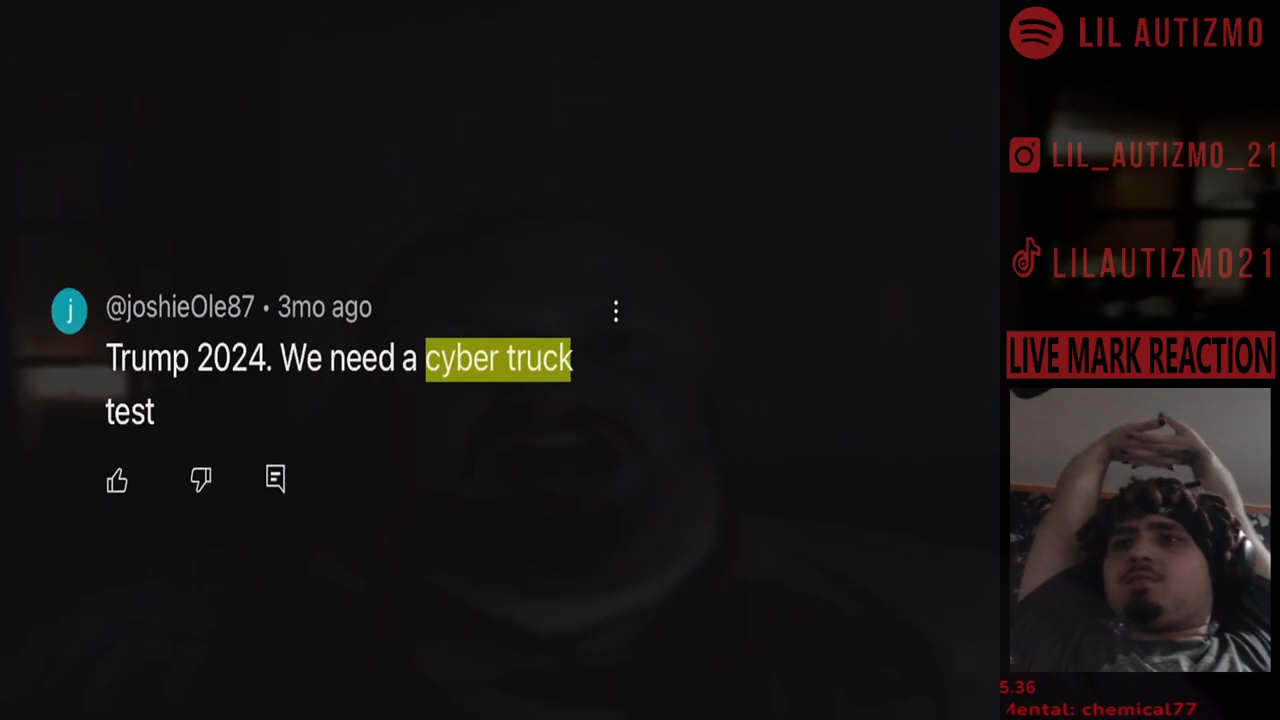 @joshieOle87 • 3mo ago
Trump 2024. We need a cyber truck
test
j
LIL AUTIZMO
LIL_AUTIZMO_21
LILAUTIZMO21
LIVE MARK REACTION
5.36
Mental: chemical77